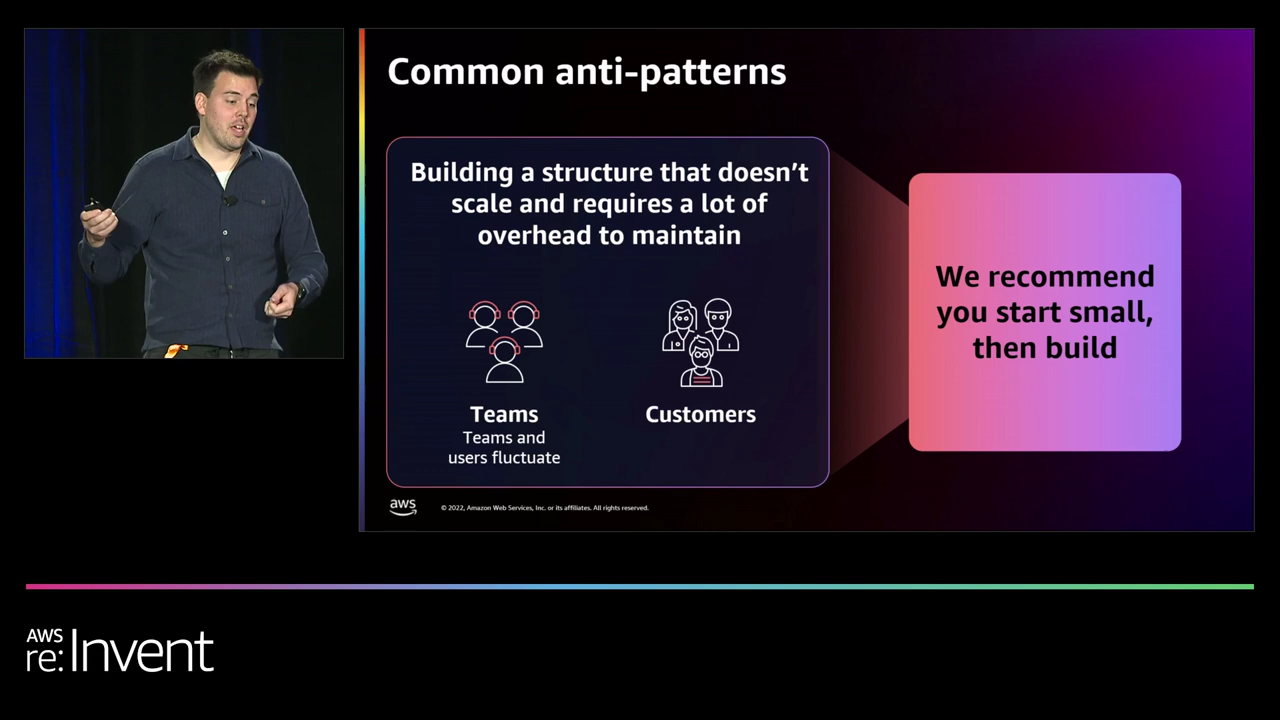 Common anti-patterns
Building a structure that doesn’t
scale and requires a lot of
overhead to maintain
Teams
Teams and
users fluctuate
Customers
We recommend
you start small,
then build
aws
© 2022, Amazon Web Services, Inc. or its affiliates. All rights reserved.
AWS
re:Invent